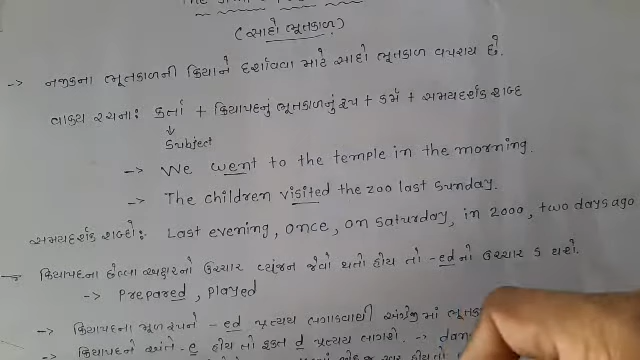 (સાદો ભૂતકાળ)
-> નજીકના ભૂતકાળની ક્રિયાને દર્શાવવા માટે સાદો ભૂતકાળ વપરાય છે.
વાક્ય રચના: કર્તા + ક્રિયાપદનું ભૂતકાળનું રૂપ + કર્મ + સમયદર્શક શબ્દ
↓
Subject
-> We went to the temple in the morning.
-> The children visited the zoo last Sunday.
સમયદર્શક શબ્દો: Last evening, once, on saturday, in 2000, two days ago
-> ક્રિયાપદના છેલ્લા અક્ષરનો ઉચ્ચાર વ્યંજન જેવો થતો હોય તો -ed નો ઉચ્ચાર ડ થશે.
-> Prepared, played
-> ક્રિયાપદના મૂળ રૂપને -ed પ્રત્યય લગાડવાથી અંગ્રેજી માં
-> ક્રિયાપદને અંતે -e હોય તો ફક્ત d પ્રત્યય લાગશે. ->